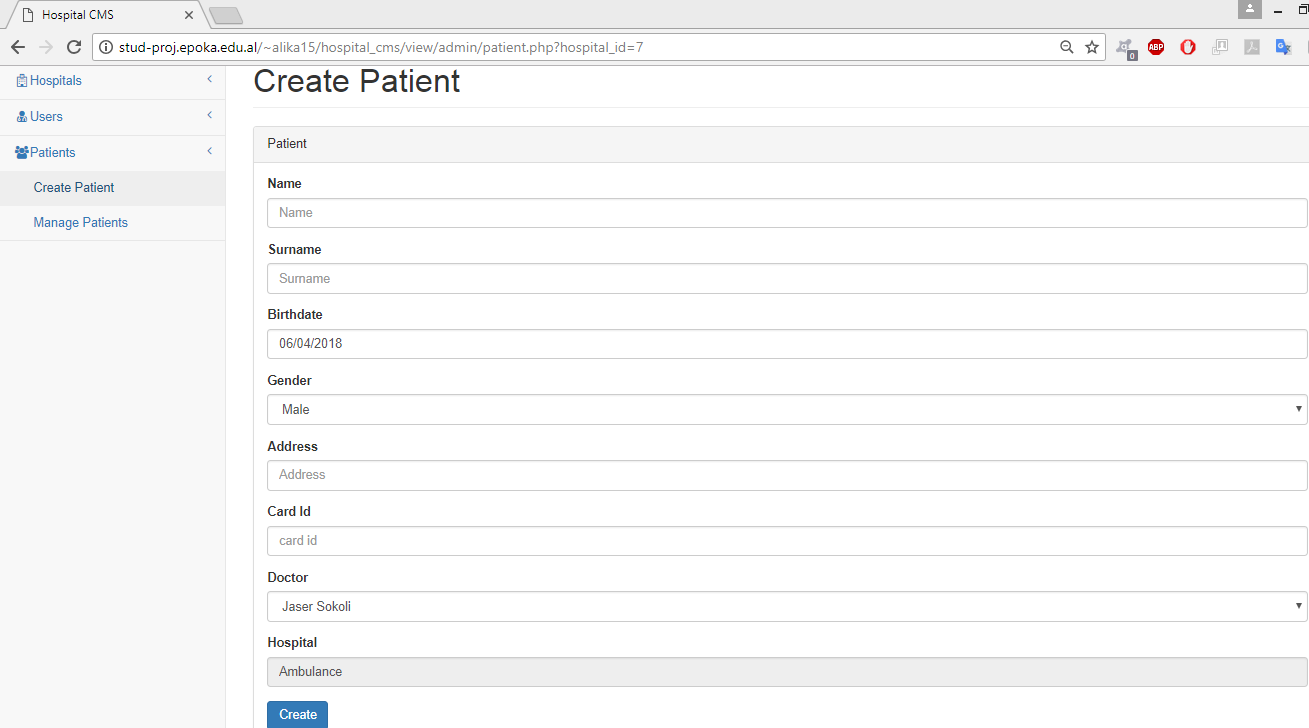 Hospital CMS
stud-proj.epoka.edu.al/~alika15/hospital_cms/view/admin/patient.php?hospital_id=7
0
ABP
Hospitals
Users
Patients
Create Patient
Manage Patients
Create Patient
Patient
Name
Name
Surname
Surname
Birthdate
06/04/2018
Gender
Male
Address
Address
Card Id
card id
Doctor
Jaser Sokoli
Hospital
Ambulance
Create